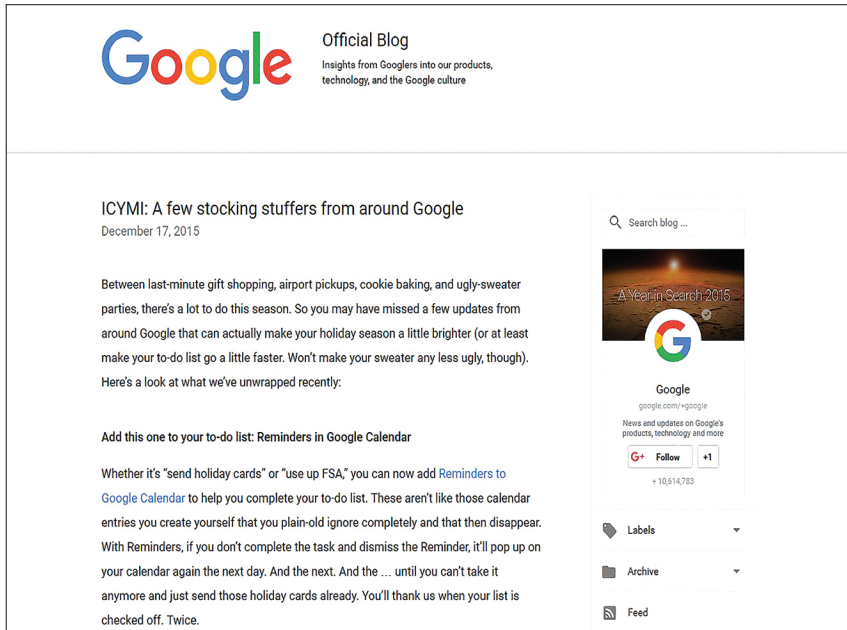 Google
Official Blog
Insights from Googlers into our products,
technology, and the Google culture
ICYMI: A few stocking stuffers from around Google
December 17, 2015
Between last-minute gift shopping, airport pickups, cookie baking, and ugly-sweater
parties, there's a lot to do this season. So you may have missed a few updates from
around Google that can actually make your holiday season a little brighter (or at least
make your to-do list go a little faster. Won't make your sweater any less ugly, though).
Here's a look at what we've unwrapped recently:
Add this one to your to-do list: Reminders in Google Calendar
Whether it's “send holiday cards” or “use up FSA,” you can now add Reminders to
Google Calendar to help you complete your to-do list. These aren't like those calendar
entries you create yourself that you plain-old ignore completely and that then disappear.
With Reminders, if you don't complete the task and dismiss the Reminder, it'll pop up on
your calendar again the next day. And the next. And the … until you can't take it
anymore and just send those holiday cards already. You'll thank us when your list is
checked off. Twice.
Search blog ...
A Year in Search 2015
G
Google
google.com/+google
News and updates on Google's
products, technology and more
G+ Follow +1
+ 10,614,783
Labels
Archive
Feed